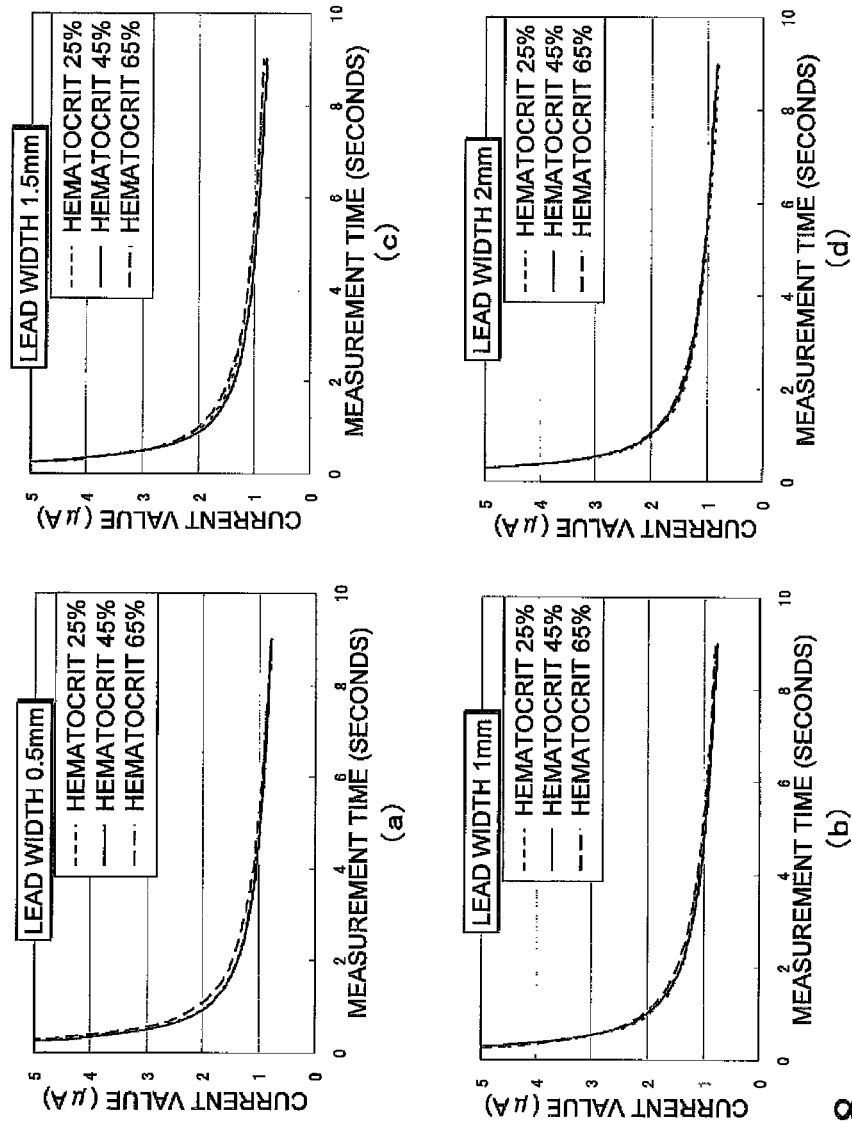 LEAD WIDTH 0.5mm
HEMATOCRIT 25%
HEMATOCRIT 45%
HEMATOCRIT 65%
CURRENT VALUE (μA)
5
4
3
2
1
0
0
2
4
6
8
10
MEASUREMENT TIME (SECONDS)
(a)
LEAD WIDTH 1.5mm
HEMATOCRIT 25%
HEMATOCRIT 45%
HEMATOCRIT 65%
CURRENT VALUE (μA)
5
4
3
2
1
0
0
2
4
6
8
10
MEASUREMENT TIME (SECONDS)
(c)
LEAD WIDTH 1mm
HEMATOCRIT 25%
HEMATOCRIT 45%
HEMATOCRIT 65%
CURRENT VALUE (μA)
5
4
3
2
1
0
0
2
4
6
8
10
MEASUREMENT TIME (SECONDS)
(b)
LEAD WIDTH 2mm
HEMATOCRIT 25%
HEMATOCRIT 45%
HEMATOCRIT 65%
CURRENT VALUE (μA)
5
4
3
2
1
0
0
2
4
6
8
10
MEASUREMENT TIME (SECONDS)
(d)